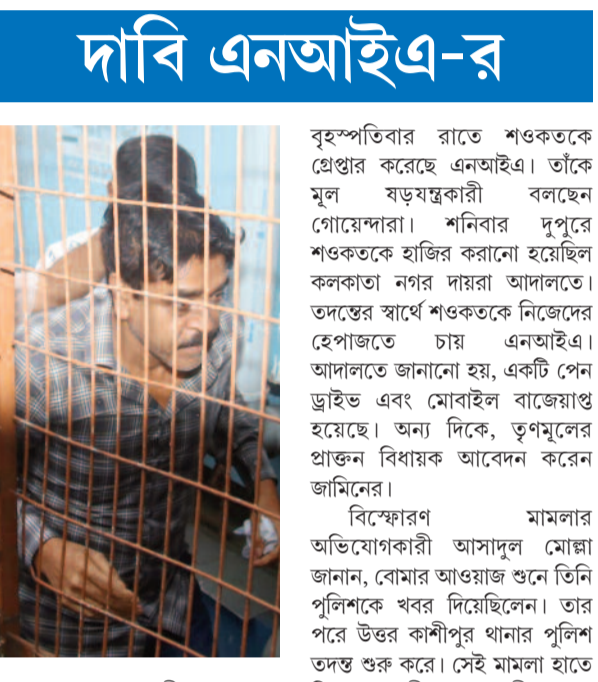 দাবি এনআইএ-র
বৃহস্পতিবার রাতে শওকতকে
গ্রেপ্তার করেছে এনআইএ। তাঁকে
মূল ষড়যন্ত্রকারী বলছেন
গোয়েন্দারা। শনিবার দুপুরে
শওকতকে হাজির করানো হয়েছিল
কলকাতা নগর দায়রা আদালতে।
তদন্তের স্বার্থে শওকতকে নিজেদের
হেপাজতে চায় এনআইএ।
আদালতে জানানো হয়, একটি পেন
ড্রাইভ এবং মোবাইল বাজেয়াপ্ত
হয়েছে। অন্য দিকে, তৃণমূলের
প্রাক্তন বিধায়ক আবেদন করেন
জামিনের।
বিস্ফোরণ মামলার
অভিযোগকারী আসাদুল মোল্লা
জানান, বোমার আওয়াজ শুনে তিনি
পুলিশকে খবর দিয়েছিলেন। তার
পরে উত্তর কাশীপুর থানার পুলিশ
তদন্ত শুরু করে। সেই মামলা হাতে